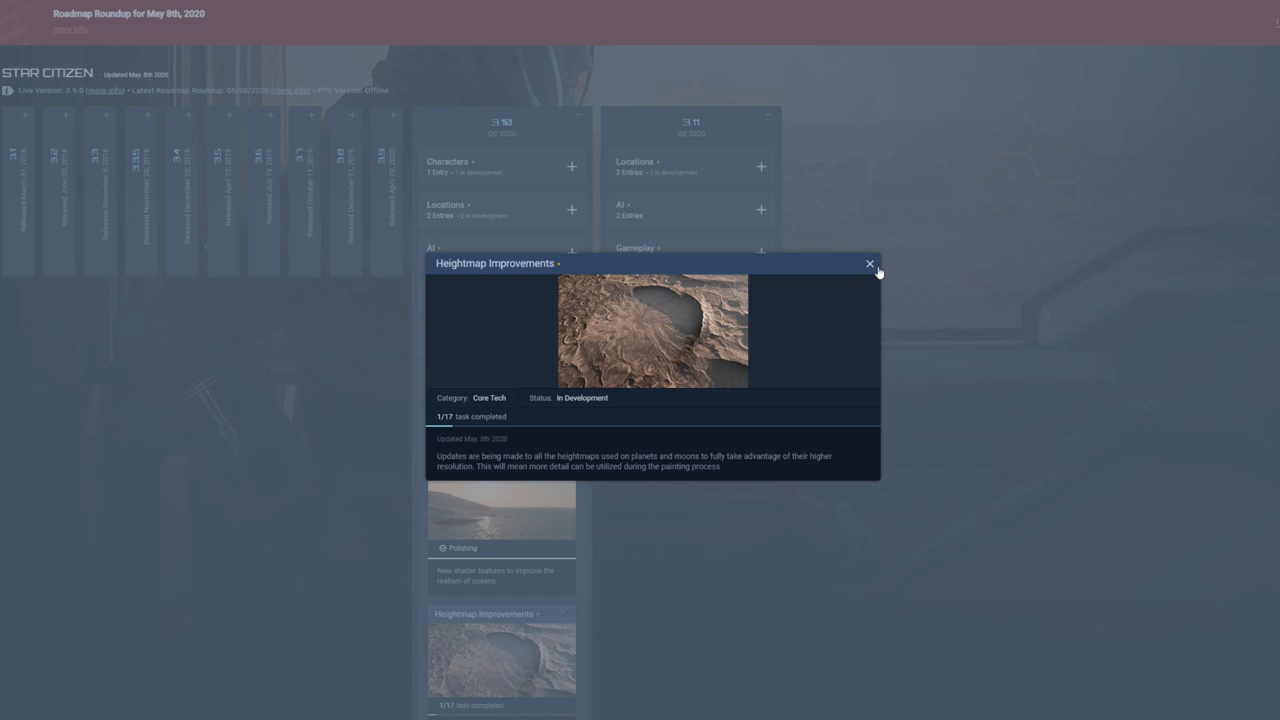 Roadmap Roundup for May 8th, 2020
more info
STAR CITIZEN - Updated May. 8th 2020
Live Version: 3.9.0 (more info) • Latest Roadmap Roundup: 05/08/2020 (more info) • PTU Version: Offline
3.1
Released March 31, 2018
3.2
Released June 30, 2018
3.3
Released November 9, 2018
3.3.5
Released November 20, 2018
3.4
Released December 20, 2018
3.5
Released April 17, 2019
3.6
Released July 19, 2019
3.7
Released October 11, 2019
3.8
Released December 21, 2019
3.9
Released April 29, 2020
3.10
Q2 2020
Characters •
1 Entry • 1 in development
Locations •
2 Entries • 2 in development
AI •
3.11
Q3 2020
Locations •
3 Entries • 1 in development
AI •
2 Entries
Gameplay •
Heightmap Improvements •
Category: Core Tech Status: In Development
1/17 task completed
Updated May. 8th 2020
Updates are being made to all the heightmaps used on planets and moons to fully take advantage of their higher
resolution. This will mean more detail can be utilized during the painting process
Polishing
New shader features to improve the
realism of oceans
Heightmap Improvements •
1/17 task completed